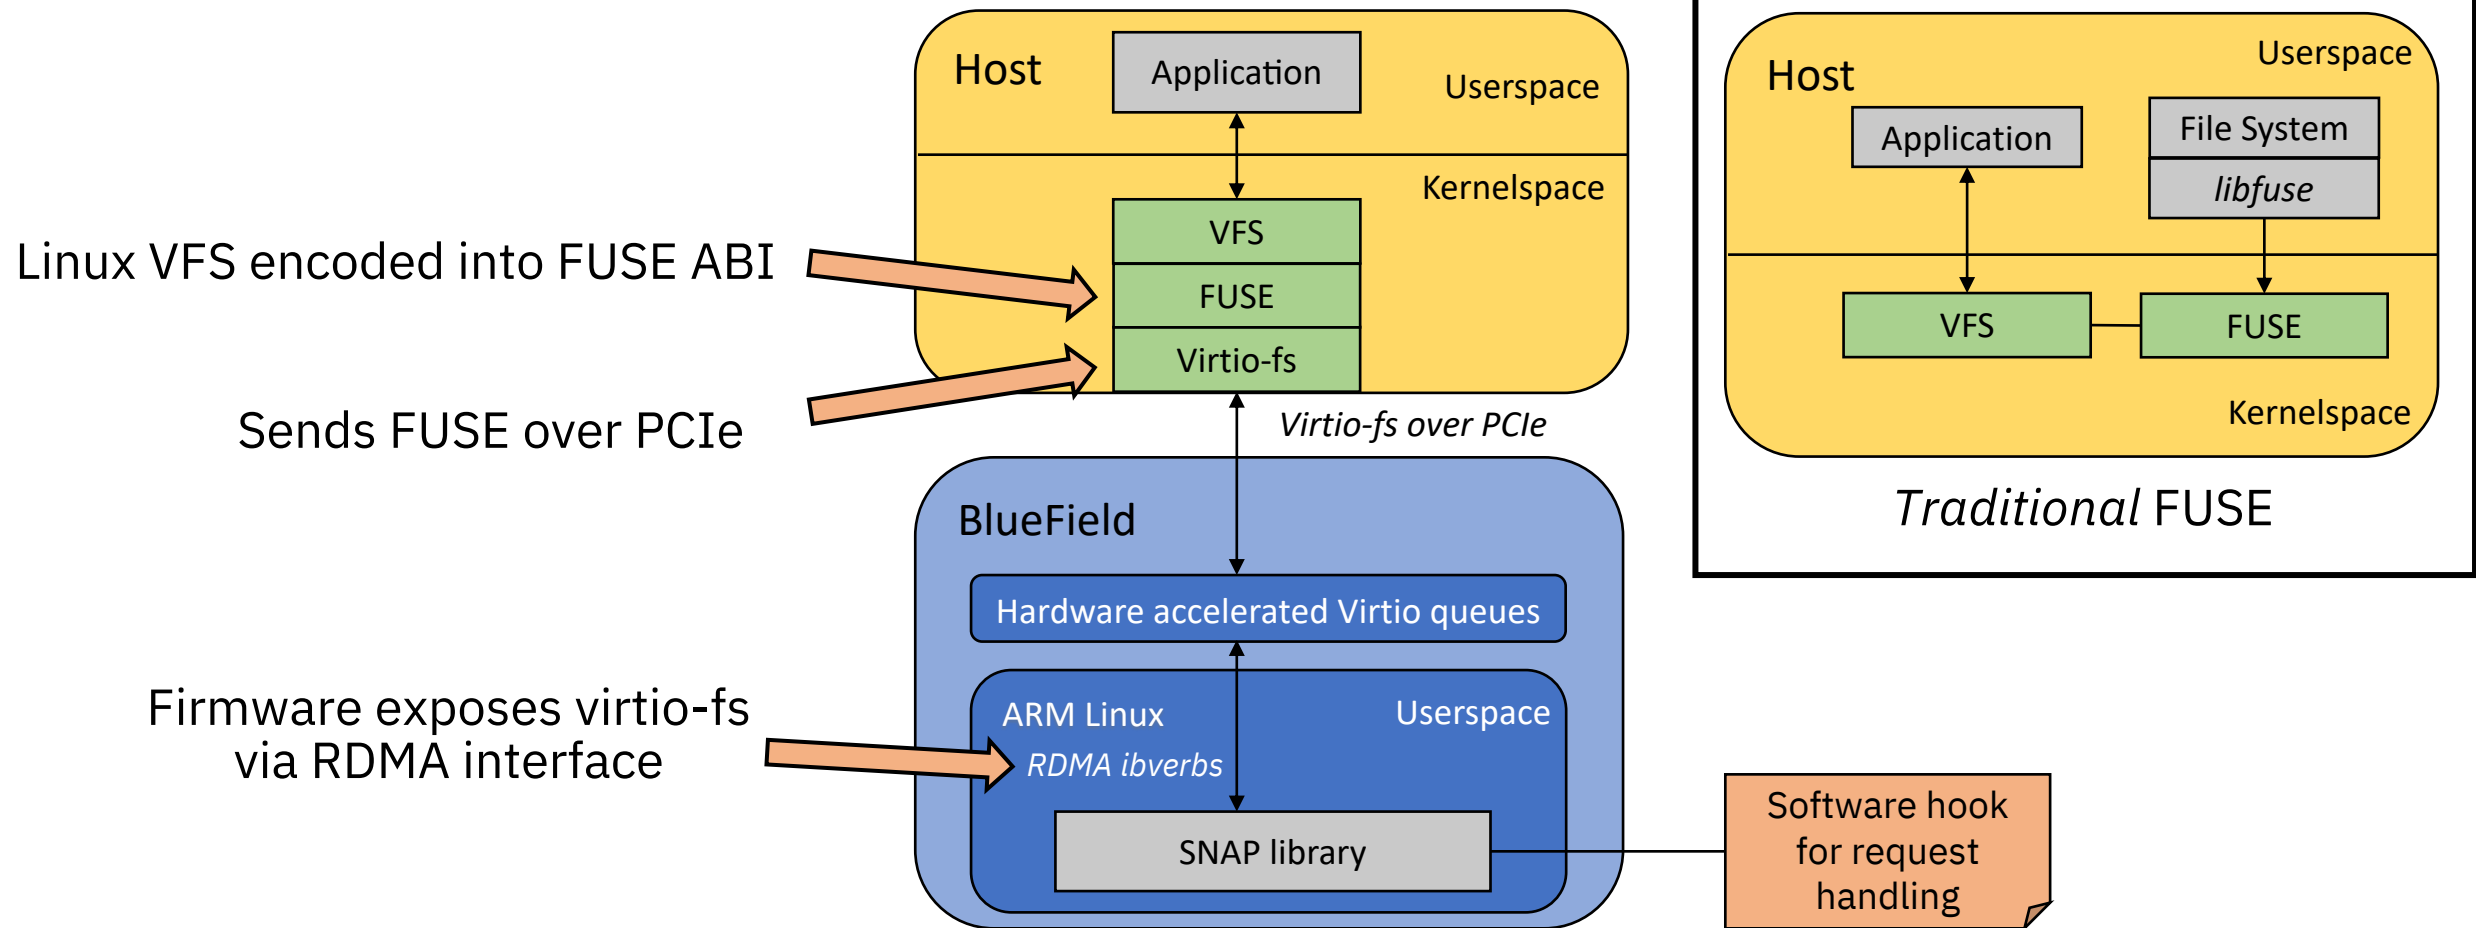 Linux VFS encoded into FUSE ABI
Sends FUSE over PCIe
Firmware exposes virtio-fs
via RDMA interface
Host
Application
Userspace
Kernelspace
VFS
FUSE
Virtio-fs
Virtio-fs over PCIe
BlueField
Hardware accelerated Virtio queues
ARM Linux
Userspace
RDMA ibverbs
SNAP library
Software hook
for request
handling
Host
Userspace
Application
File System
libfuse
VFS
FUSE
Kernelspace
Traditional FUSE